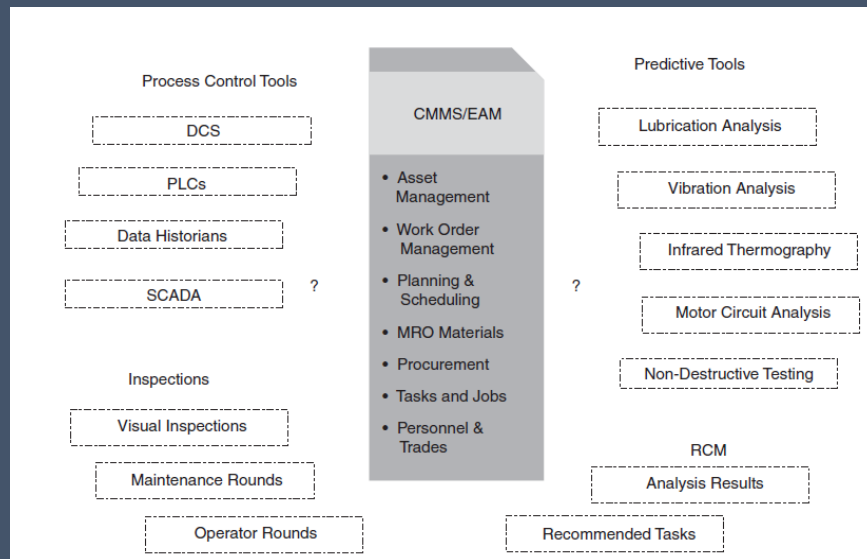 Process Control Tools
DCS
PLCs
Data Historians
SCADA
?
Inspections
Visual Inspections
Maintenance Rounds
Operator Rounds
CMMS/EAM
• Asset
Management
• Work Order
Management
• Planning &
Scheduling
• MRO Materials
• Procurement
• Tasks and Jobs
• Personnel &
Trades
Predictive Tools
Lubrication Analysis
Vibration Analysis
Infrared Thermography
?
Motor Circuit Analysis
Non-Destructive Testing
RCM
Analysis Results
Recommended Tasks